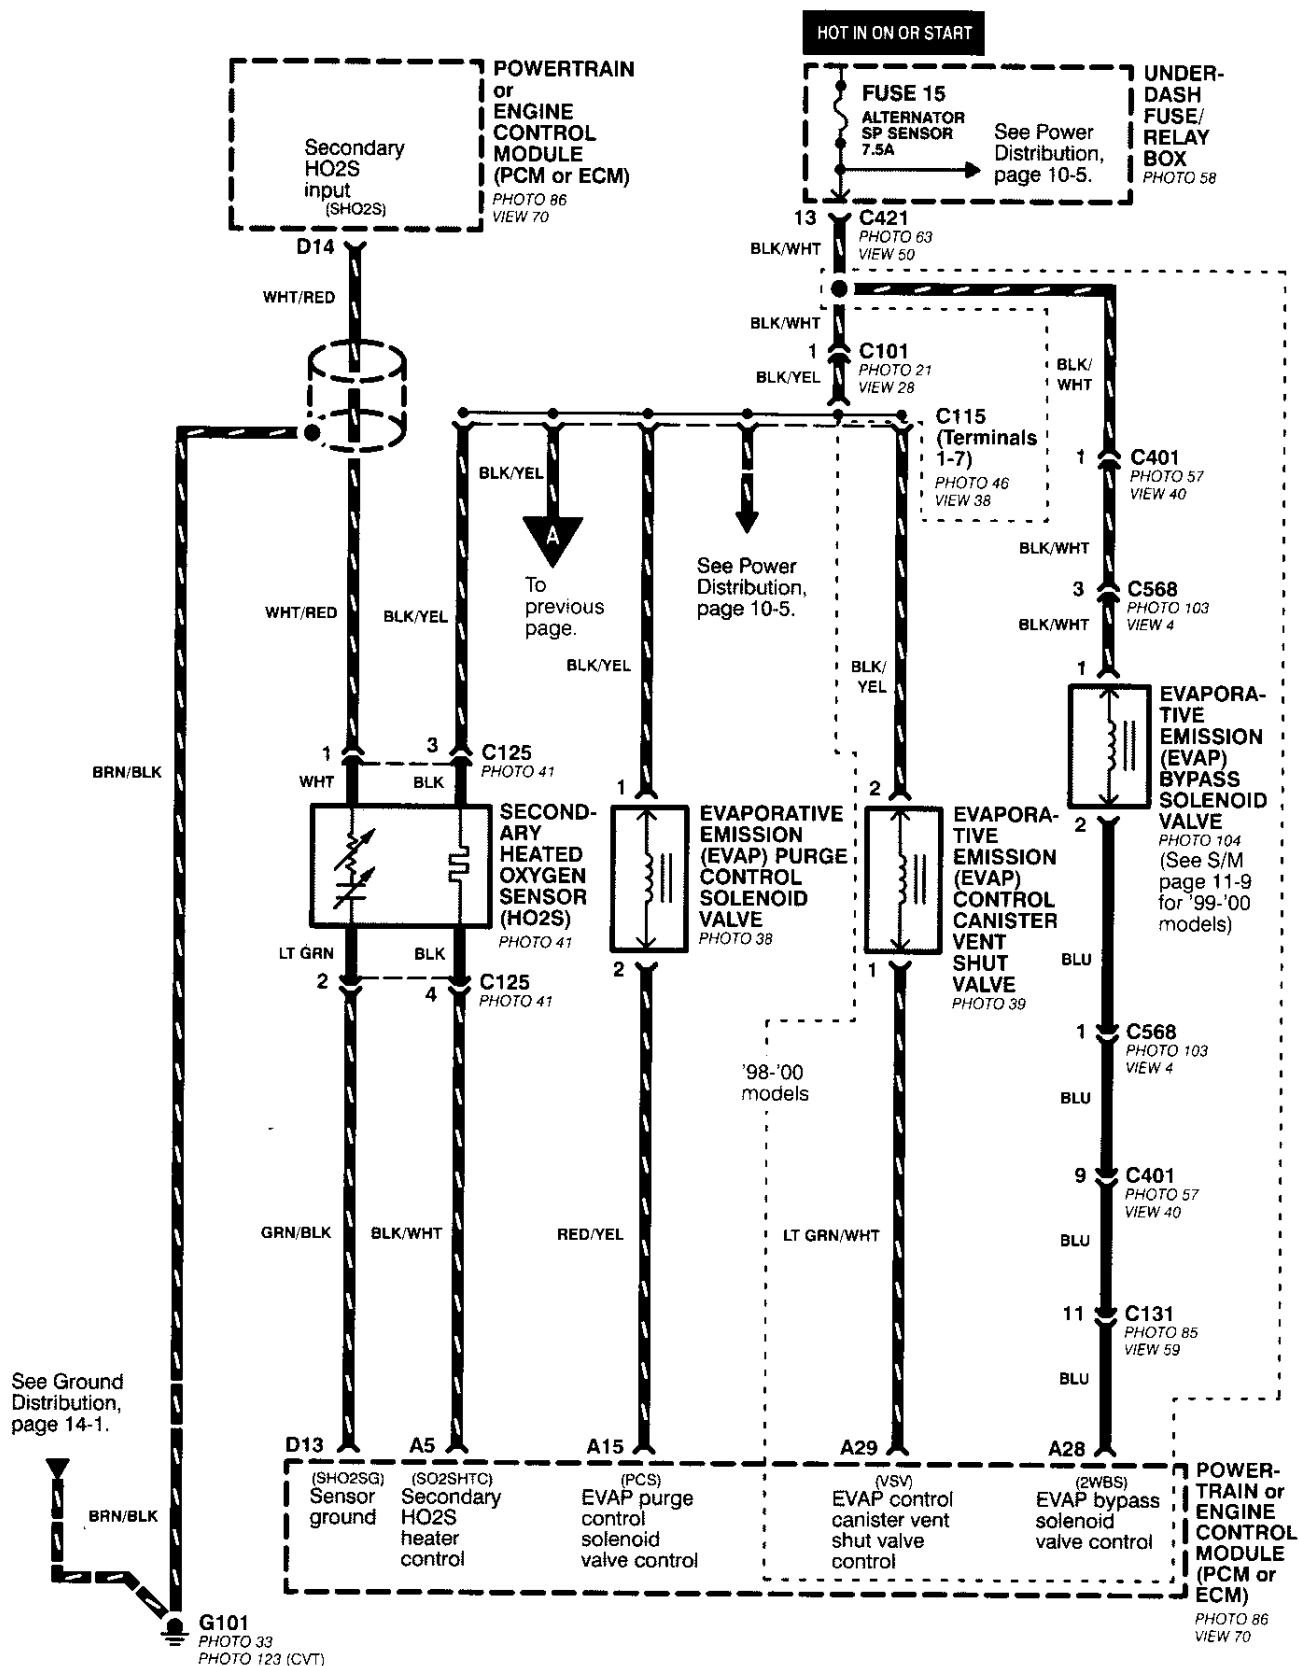 HOT IN ON OR START
POWERTRAIN
or
ENGINE
CONTROL
MODULE
(PCM or ECM)
PHOTO 86
VIEW 70
Secondary
HO2S
input
(SHO2S)
FUSE 15
ALTERNATOR
SP SENSOR
7.5A
See Power
Distribution,
page 10-5.
UNDER-
DASH
FUSE/
RELAY
BOX
PHOTO 58
D14
13
C421
PHOTO 63
VIEW 50
BLK/WHT
WHT/RED
BLK/WHT
1
C101
PHOTO 21
VIEW 28
BLK/YEL
BLK/
WHT
C115
(Terminals
1-7)
PHOTO 46
VIEW 38
1
C401
PHOTO 57
VIEW 40
BLK/YEL
A
To
previous
page.
See Power
Distribution,
page 10-5.
BLK/WHT
3
C568
PHOTO 103
VIEW 4
BLK/WHT
WHT/RED
BLK/YEL
BLK/YEL
BLK/
YEL
1
EVAPORA-
TIVE
EMISSION
(EVAP)
BYPASS
SOLENOID
VALVE
PHOTO 104
(See S/M
page 11-9
for '99-'00
models)
BRN/BLK
1
3
C125
PHOTO 41
WHT
BLK
1
2
2
SECOND-
ARY
HEATED
OXYGEN
SENSOR
(HO2S)
PHOTO 41
EVAPORATIVE
EMISSION
(EVAP) PURGE
CONTROL
SOLENOID
VALVE
PHOTO 38
EVAPORA-
TIVE
EMISSION
(EVAP)
CONTROL
CANISTER
VENT
SHUT
VALVE
PHOTO 39
LT GRN
BLK
2
4
C125
PHOTO 41
2
1
BLU
1
C568
PHOTO 103
VIEW 4
'98-'00
models
BLU
9
C401
PHOTO 57
VIEW 40
GRN/BLK
BLK/WHT
RED/YEL
LT GRN/WHT
BLU
11
C131
PHOTO 85
VIEW 59
BLU
See Ground
Distribution,
page 14-1.
D13
A5
A15
A29
A28
(SHO2SG)
Sensor
ground
(SO2SHTC)
Secondary
HO2S
heater
control
(PCS)
EVAP purge
control
solenoid
valve control
(VSV)
EVAP control
canister vent
shut valve
control
(2WBS)
EVAP bypass
solenoid
valve control
POWER-
TRAIN or
ENGINE
CONTROL
MODULE
(PCM or
ECM)
PHOTO 86
VIEW 70
BRN/BLK
G101
PHOTO 33
PHOTO 123 (CVT)